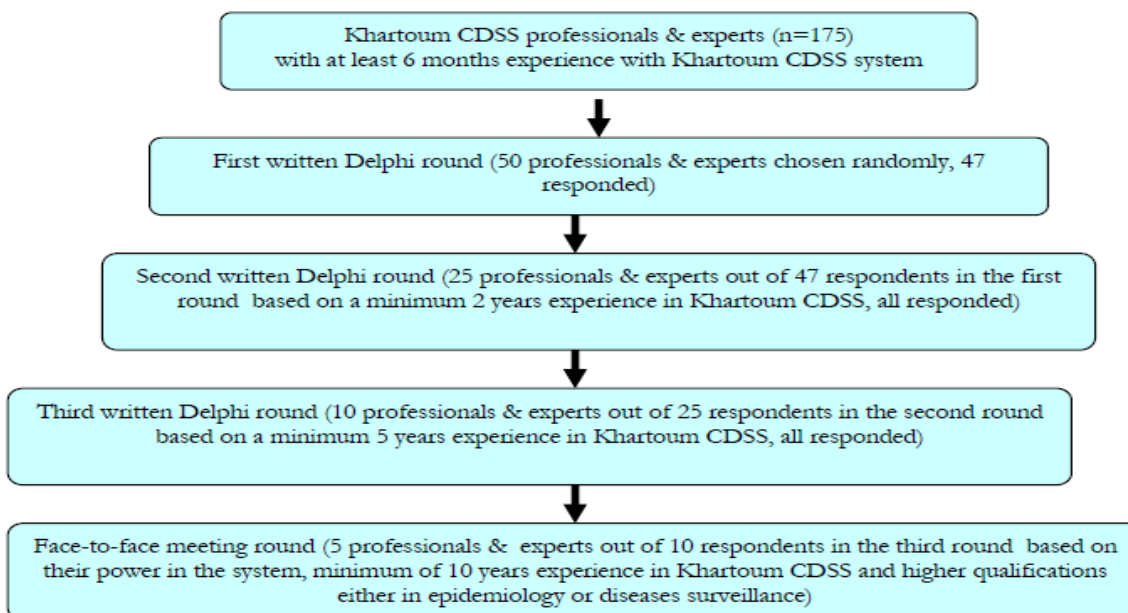 Khartoum CDSS professionals & experts (n=175)
with at least 6 months experience with Khartoum CDSS system
First written Delphi round (50 professionals & experts chosen randomly, 47
responded)
Second written Delphi round (25 professionals & experts out of 47 respondents in the first
round based on a minimum 2 years experience in Khartoum CDSS, all responded)
Third written Delphi round (10 professionals & experts out of 25 respondents in the second round
based on a minimum 5 years experience in Khartoum CDSS, all responded)
Face-to-face meeting round (5 professionals & experts out of 10 respondents in the third round based on
their power in the system, minimum of 10 years experience in Khartoum CDSS and higher qualifications
either in epidemiology or diseases surveillance)